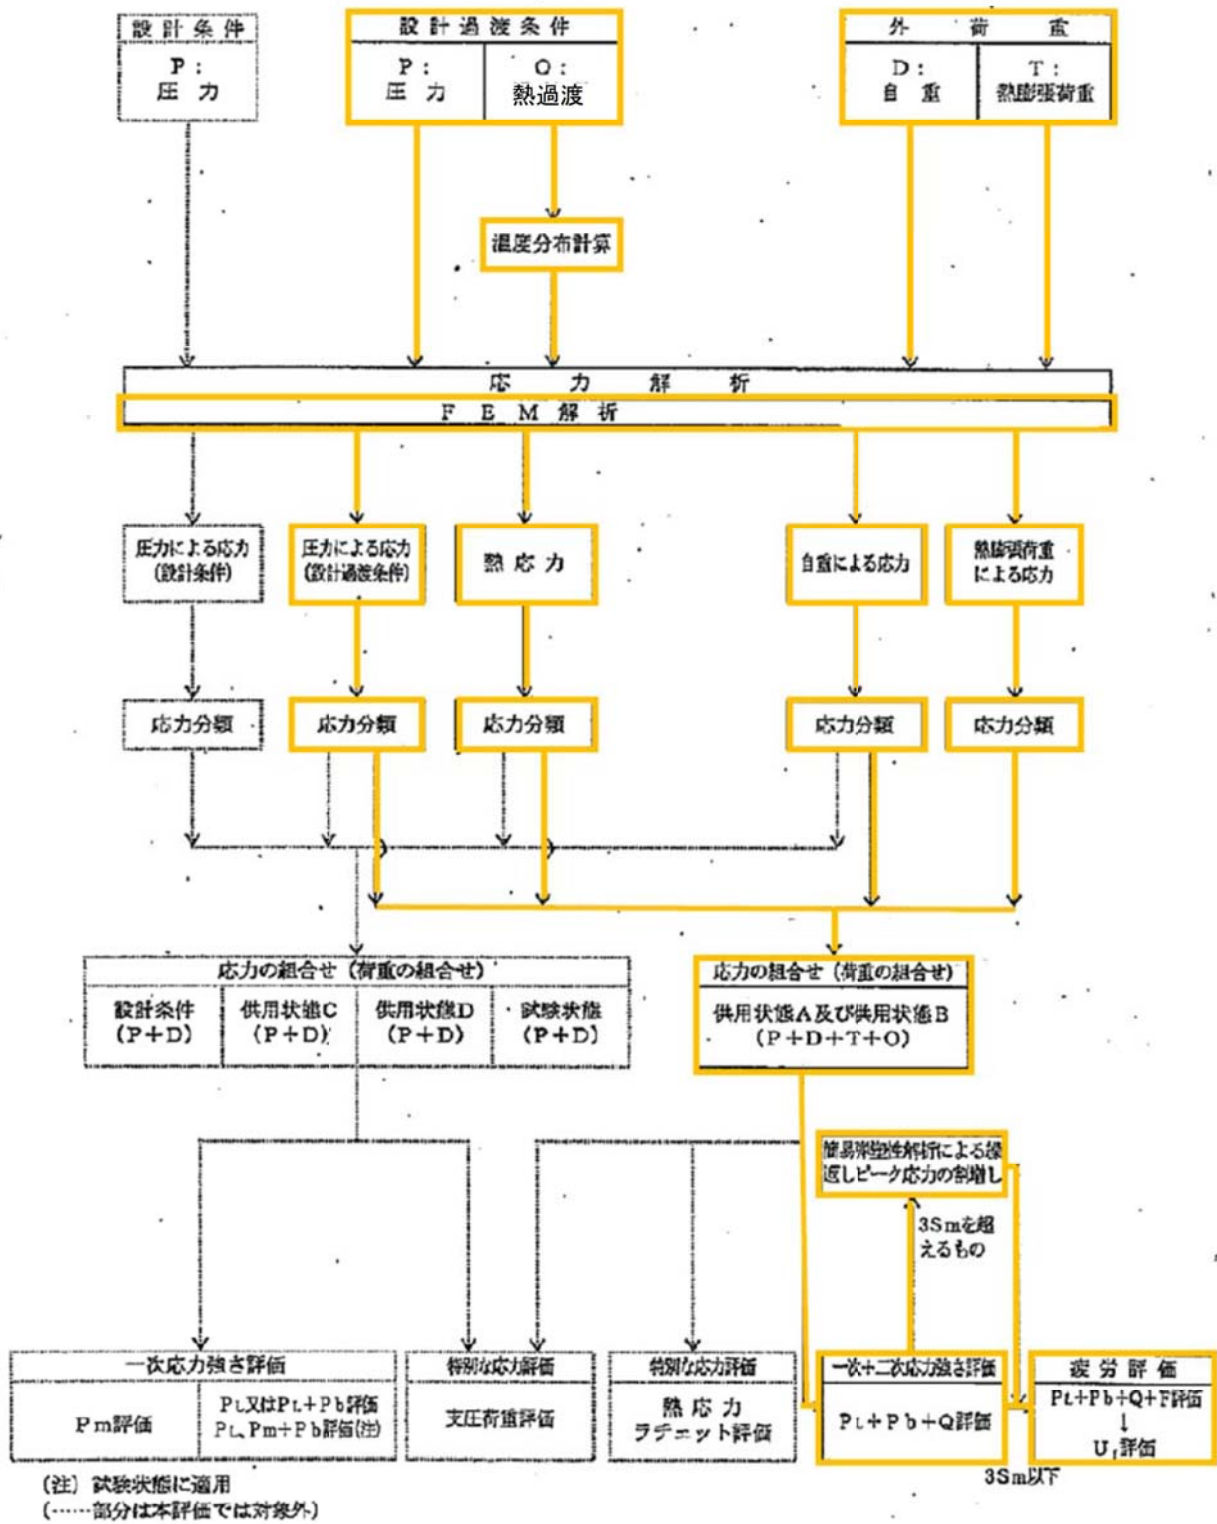 設計条件
P:
圧力
設計過渡条件
P:
圧力
Q:
熱過渡
外荷重
D:
自重
T:
熱膨張荷重
温度分布計算
応力解析
FEM解析
圧力による応力
(設計条件)
圧力による応力
(設計過渡条件)
熱応力
自重による応力
熱膨張荷重
による応力
応力分類
応力分類
応力分類
応力分類
応力分類
応力の組合せ(荷重の組合せ)
設計条件
(P+D)
供用状態C
(P+D)
供用状態D
(P+D)
試験状態
(P+D)
応力の組合せ(荷重の組合せ)
供用状態A及び供用状態B
(P+D+T+O)
簡易弾塑性解析による繰
返しピーク応力の割増し
3Smを超
えるもの
一次応力強さ評価
Pm評価
PL又はPL+Pb評価
PL、Pm+Pb評価(注)
特別な応力評価
支圧荷重評価
特別な応力評価
熱応力
ラチェット評価
一次+二次応力強さ評価
PL+Pb+Q評価
疲労評価
PL+Pb+Q+F評価
↓
Uf評価
3Sm以下
(注) 試験状態に適用
(……部分は本評価では対象外)